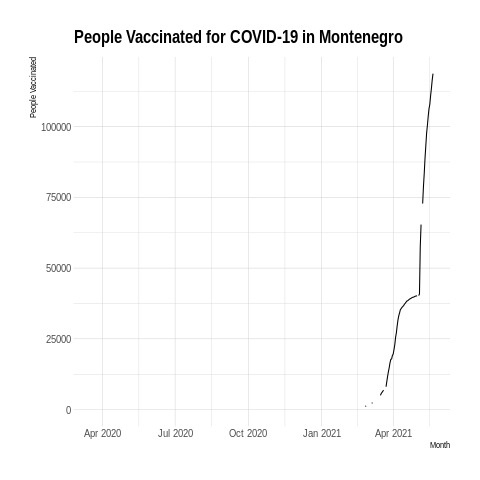 People Vaccinated for COVID-19 in Montenegro
People Vaccinated
100000
75000
50000
25000
0
Apr 2020 Jul 2020 Oct 2020 Jan 2021 Apr 2021
Month